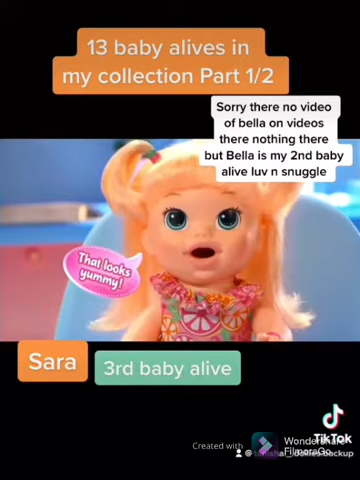 13 baby alives in
my collection Part 1/2
Sorry there no video
of bella on videos
there nothing there
but Bella is my 2nd baby
alive luv n snuggle
That looks
yummy!
Sara
3rd baby alive
TikTok
Created with
Wondershare
FilmoraGo
backup